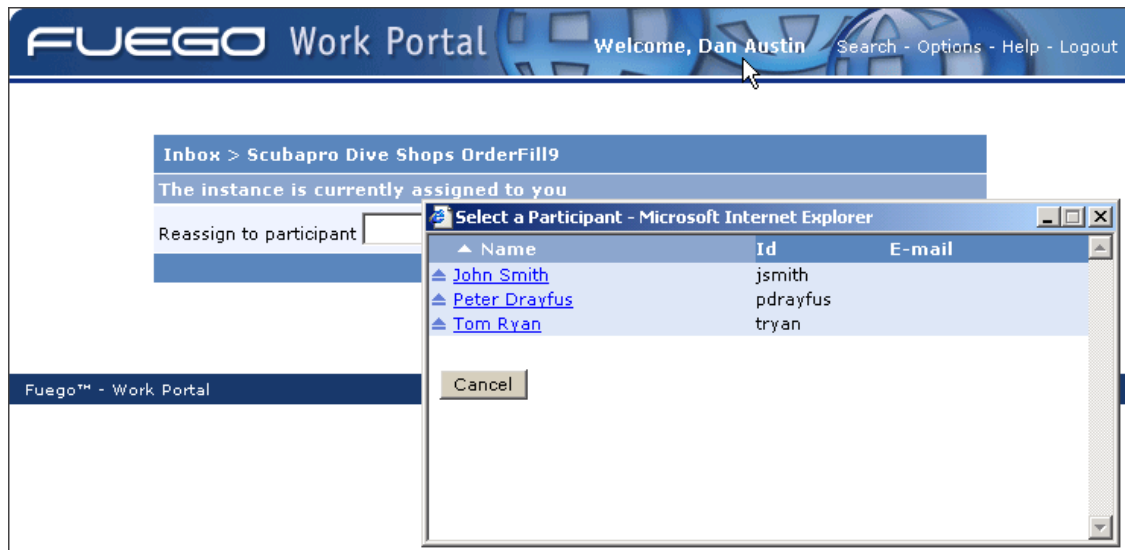 FUEGO Work Portal
Welcome, Dan Austin Search - Options - Help - Logout
Inbox > Scubapro Dive Shops OrderFill9
The instance is currently assigned to you
Reassign to participant
Select a Participant - Microsoft Internet Explorer
Name Id E-mail
John Smith jsmith
Peter Drayfus pdrayfus
Tom Ryan tryan
Cancel
Fuego™ - Work Portal